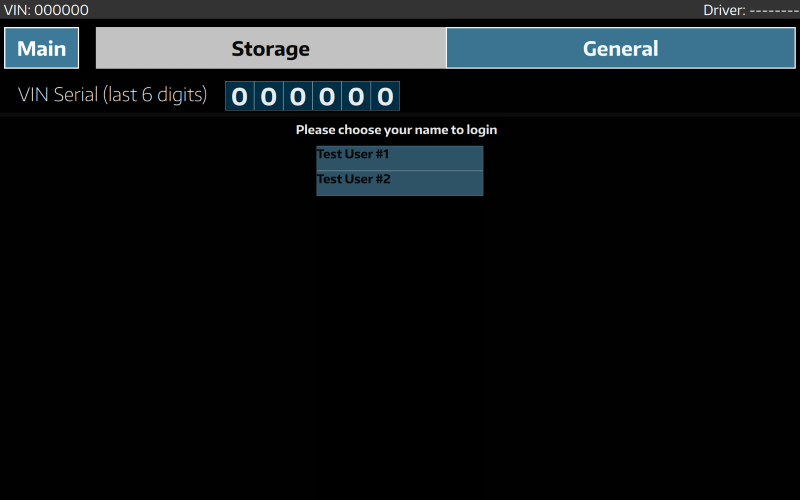 VIN: 000000 Driver: --------
Main Storage General
VIN Serial (last 6 digits) 0 0 0 0 0 0
Please choose your name to login
Test User #1
Test User #2